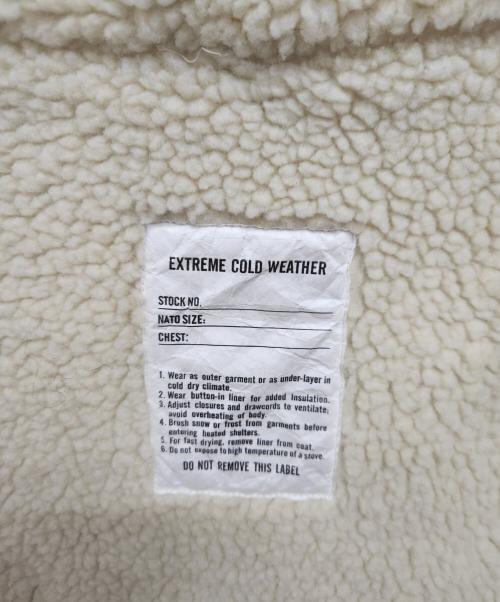 EXTREME COLD WEATHER
STOCK NO.
NATO SIZE:
CHEST:
1. Wear as outer garment or as under-layer in
cold dry climate.
2. Wear button-in liner for added insulation.
3. Adjust closures and drawcords to ventilate,
avoid overheating of body.
4. Brush snow or frost from garments before
entering heated shelters.
5. For fast drying, remove liner from coat.
6. Do not expose to high temperature of a stove.
DO NOT REMOVE THIS LABEL